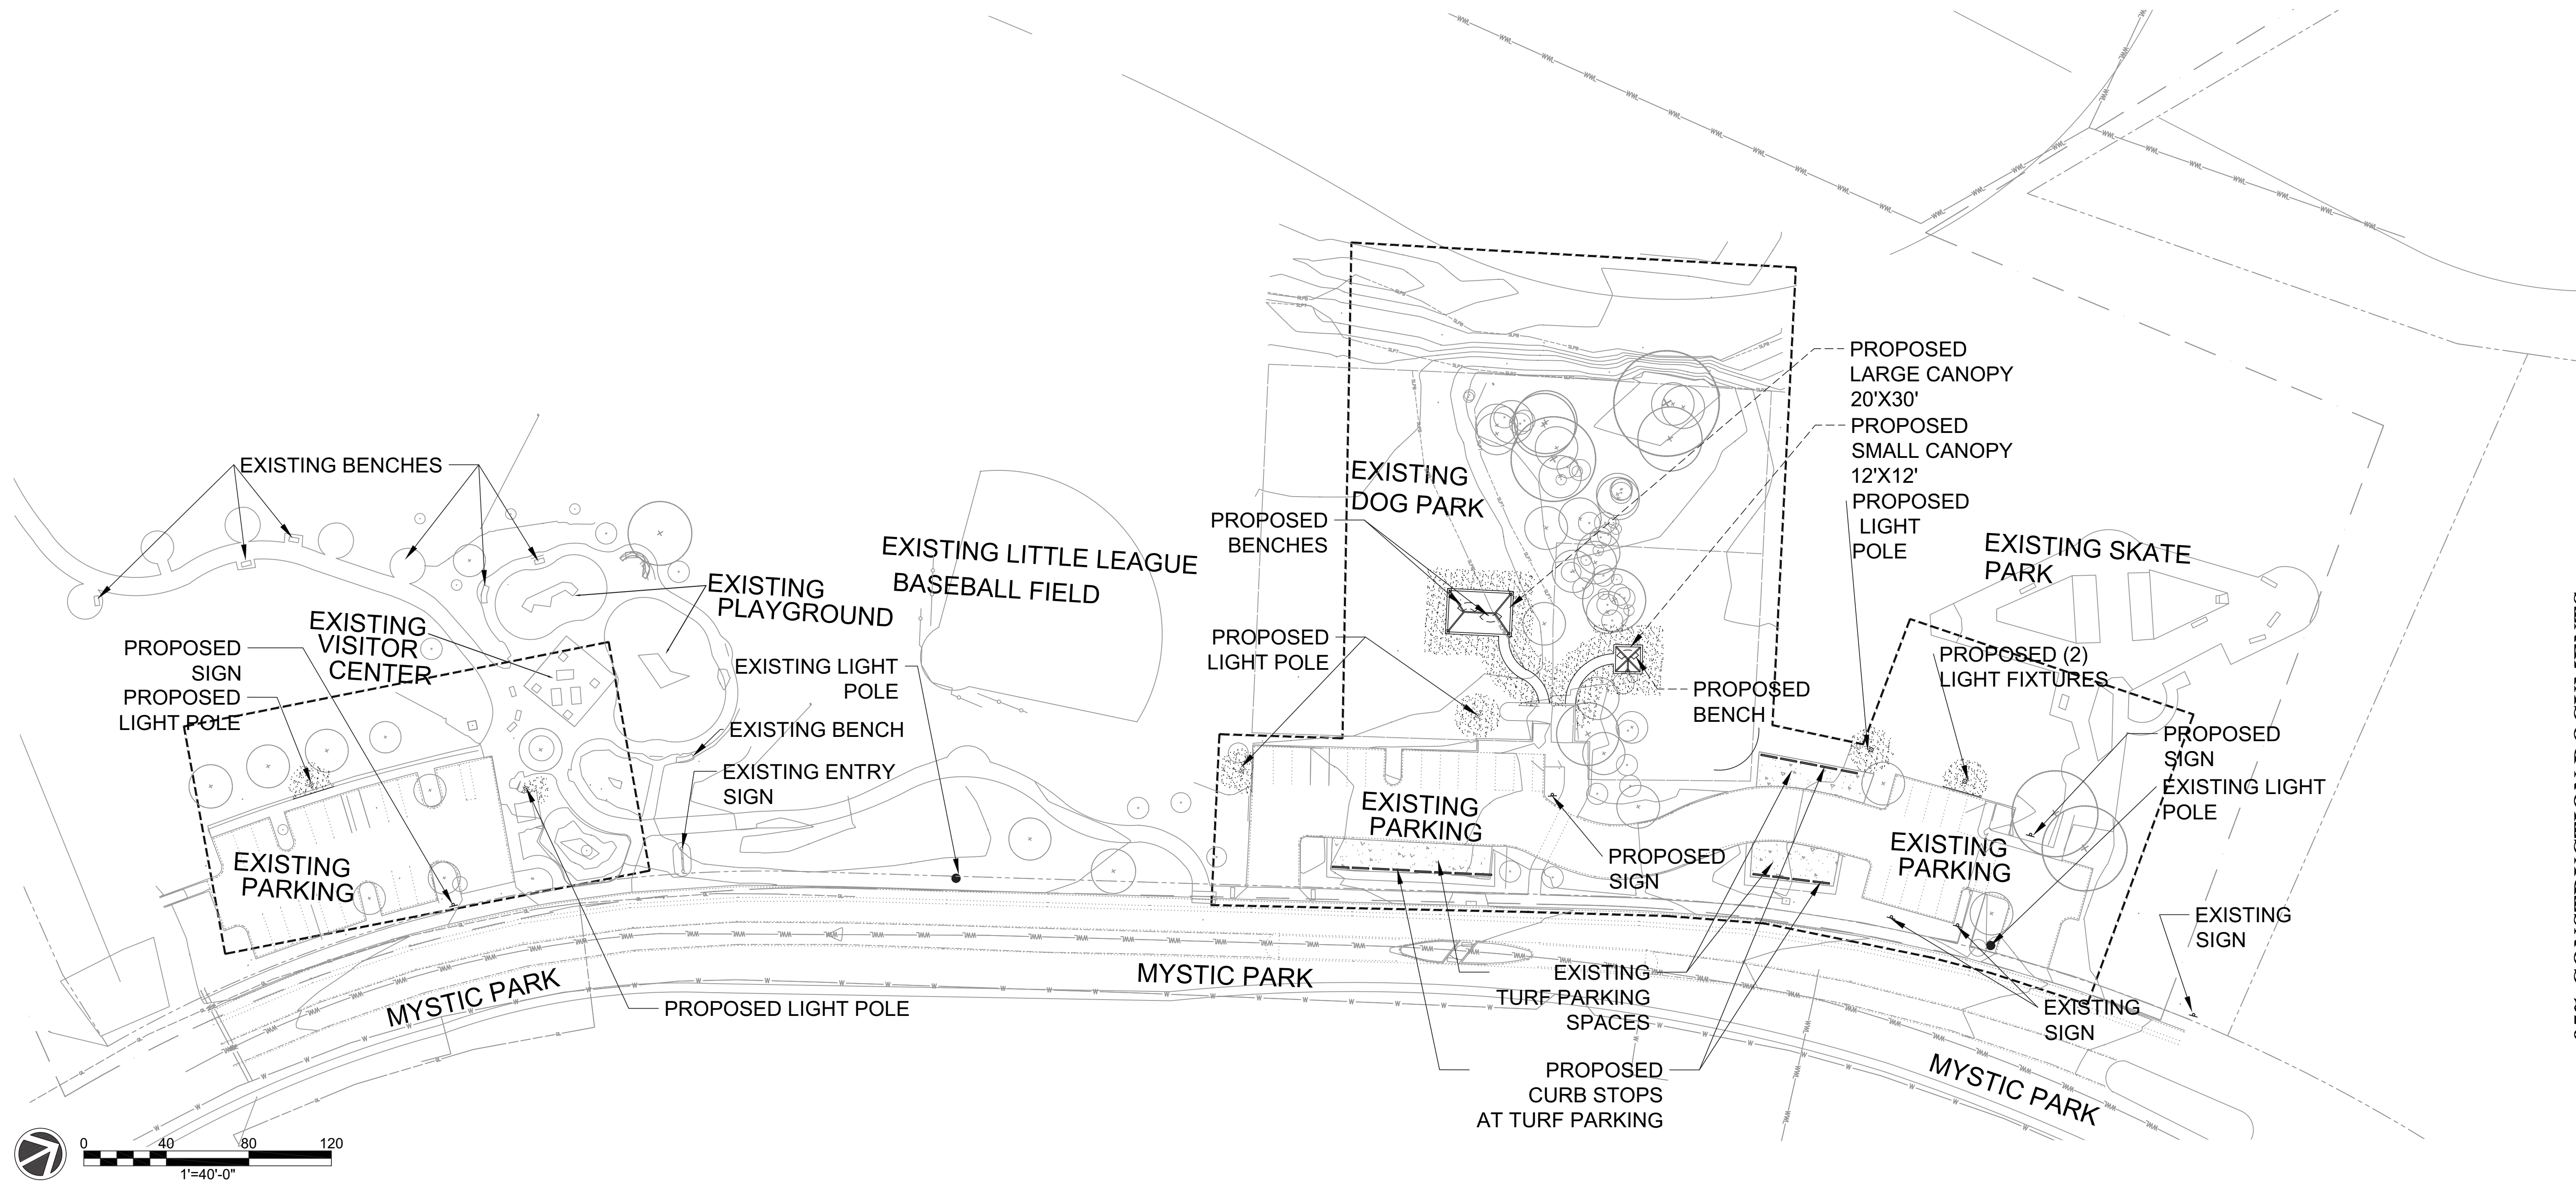 PROPOSED
LARGE CANOPY
20'X30'
PROPOSED
SMALL CANOPY
12'X12'
PROPOSED
LIGHT
POLE
EXISTING BENCHES
EXISTING
DOG PARK
PROPOSED
BENCHES
EXISTING LITTLE LEAGUE
BASEBALL FIELD
EXISTING SKATE
PARK
EXISTING
PLAYGROUND
EXISTING
VISITOR
CENTER
PROPOSED
SIGN
PROPOSED
LIGHT POLE
EXISTING LIGHT
POLE
PROPOSED
LIGHT POLE
PROPOSED (2)
LIGHT FIXTURES
PROPOSED
BENCH
EXISTING BENCH
EXISTING ENTRY
SIGN
PROPOSED
SIGN
EXISTING LIGHT
POLE
EXISTING
PARKING
EXISTING
PARKING
PROPOSED
SIGN
EXISTING
PARKING
EXISTING
SIGN
MYSTIC PARK
MYSTIC PARK
EXISTING
TURF PARKING
SPACES
PROPOSED LIGHT POLE
EXISTING
SIGN
PROPOSED
CURB STOPS
AT TURF PARKING
MYSTIC PARK
0 40 80 120
1'=40'-0"